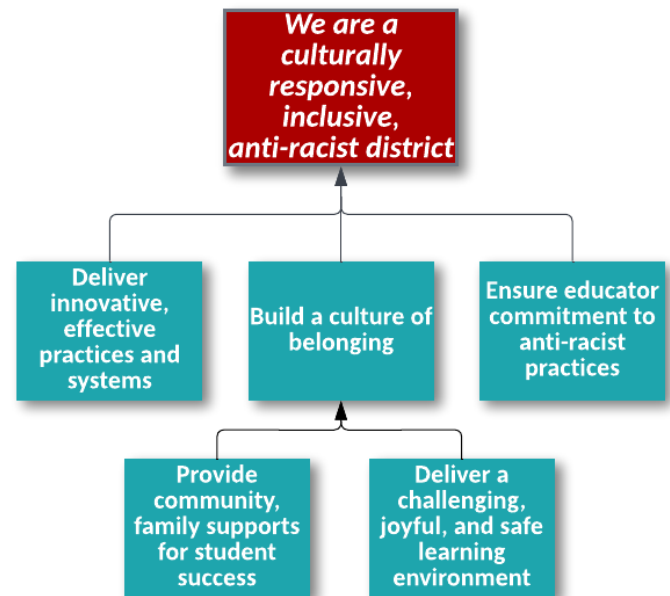 We are a
culturally
responsive,
inclusive,
anti-racist district
Deliver
innovative,
effective
practices and
systems
Build a culture of
belonging
Ensure educator
commitment to
anti-racist
practices
Provide
community,
family supports
for student
success
Deliver a
challenging,
joyful, and safe
learning
environment